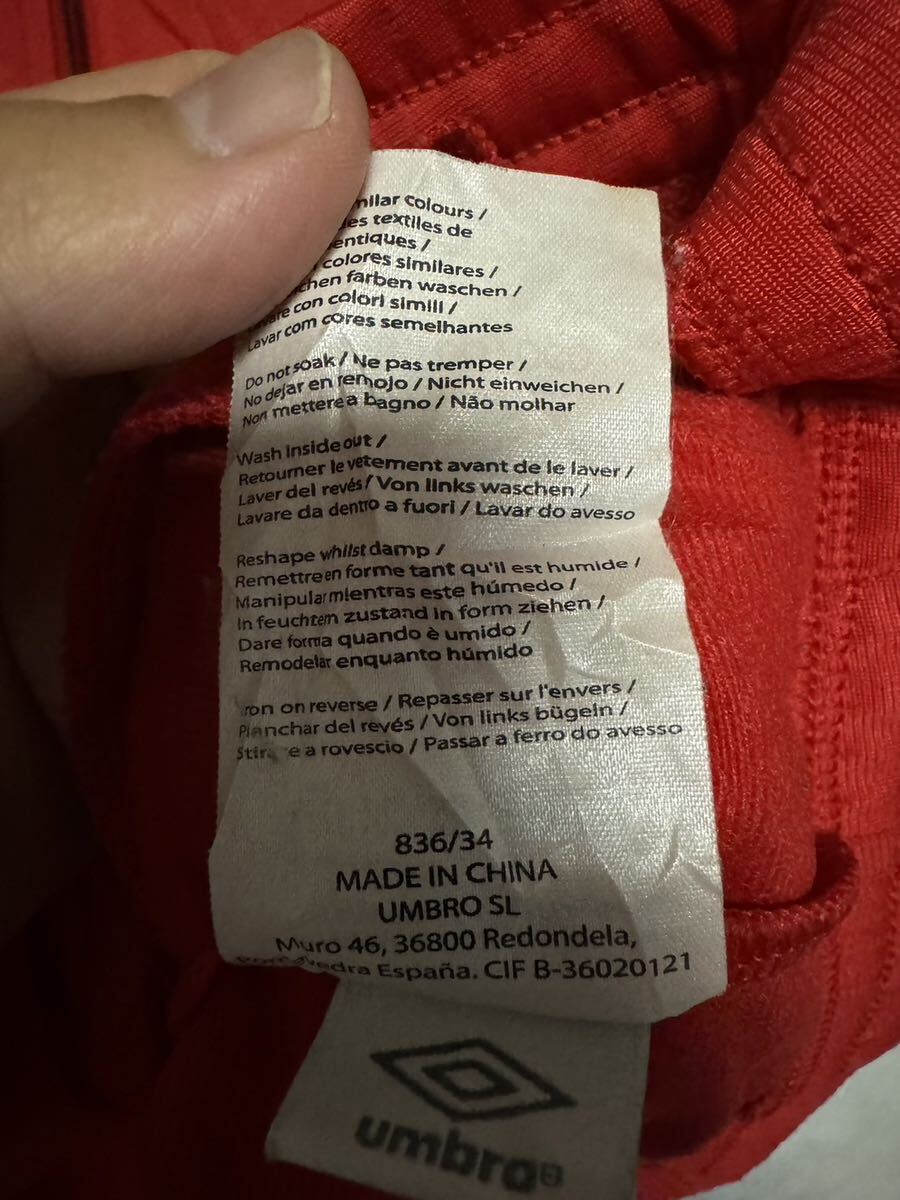 colours /
textiles de
colores similares /
farben waschen /
con colori simili /
Lavar com cores semelhantes
Do not soak / Ne pas tremper /
No dejar en remojo / Nicht einweichen /
Non mettere a bagno / Não molhar
Wash inside out /
Retourner le vetement avant de le laver /
Laver del revés / Von links waschen /
Lavare da dentro a fuori / Lavar do avesso
Reshape whilst damp /
Remettre en forme tant qu'il est humide /
Manipular mientras este húmedo /
In feuchtem zustand in form ziehen /
Dare forma quando è umido /
Remodelar enquanto húmido
on reverse / Repasser sur l'envers /
Planchar del revés / Von links bügeln /
a rovescio / Passar a ferro do avesso
836/34
MADE IN CHINA
UMBRO SL
Muro 46, 36800 Redondela,
España. CIF B-36020121
umbro